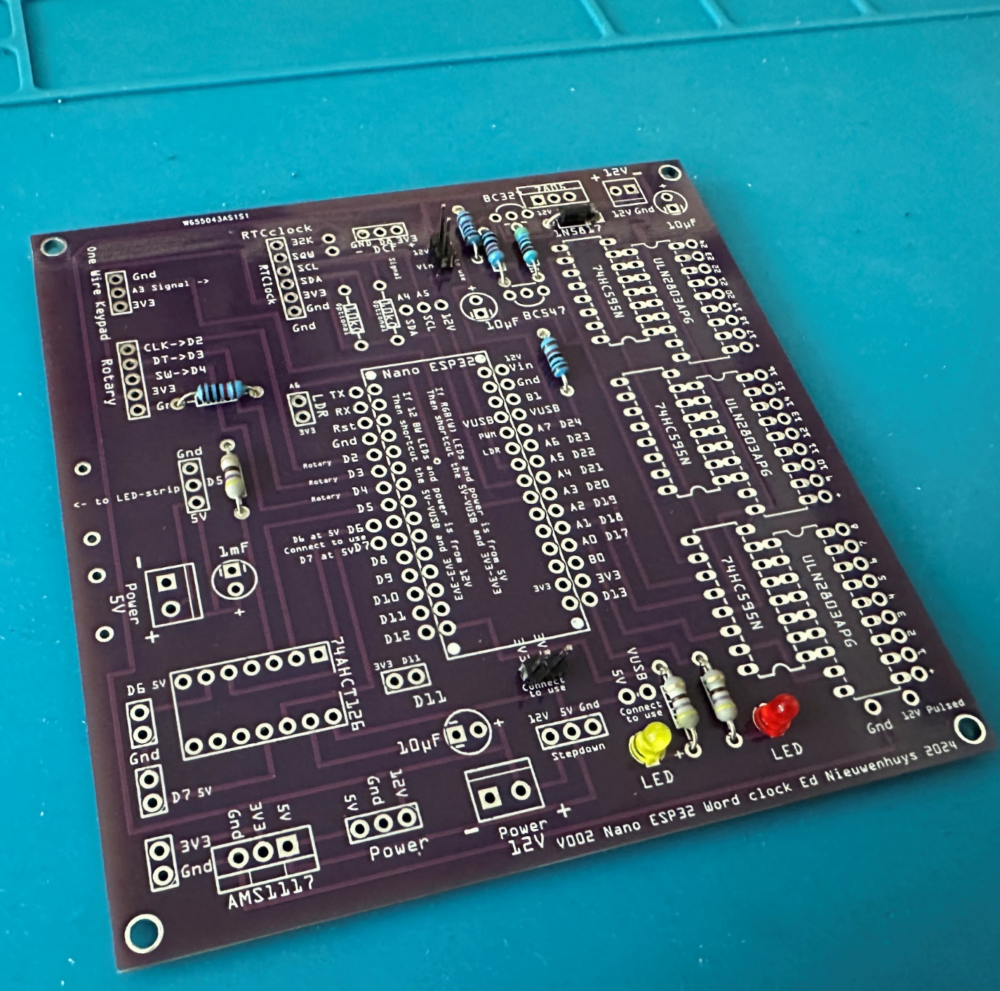 W655043AS1S1
RTCclock
32K
SQW
SCL
SDA
3V3
Gnd
Gnd
RTClock
One Wire Keypad
Gnd
A3 Signal ->
3V3
Rotary
CLK->D2
DT->D3
SW->D4
3V3
GND DA 3V3
- DCF +
Signal
12V
Vin
optional
optional
A4 A5
SDA
SCL
12V
+
10µF
BC547
12V
1N5817
+ 12V -
12V Gnd
+
10µF
74HC595N
ULN2803APG
74HC595N
ULN2803APG
74HC595N
ULN2803APG
A6
LDR
3V3
Nano ESP32
TX
RX
Rst
Gnd
Rotary D2
Rotary D3
Rotary D4
D5
D6 at 5V D6
Connect to use
D7 at 5V D7
D8
D9
D10
D11
D12
If 12 BW LEDs and power is from 12V
Then shortcut the 5V-VUSB and 3V3-3V3
If RGB(W) LEDs and power is from 5V
Then shortcut the 5V-VUSB and 3V3-3V3
12V
Vin
Gnd
B1
VUSB
VUSB
PWM A7 D24
LDR A6 D23
A5 D22
A4 D21
A3 D20
A2 D19
A1 D18
A0 D17
B0
3V3 3V3
D13
Gnd
<- to LED-strip D5
5V
1mF
+
-
Power
5V
+
74AHCT126
D6 5V
Gnd
D7 5V
3V3
Gnd
Gnd
3V3
5V
AMS1117
3V3 D11
D11
10µF +
5V
Gnd
12V
Power
- Power +
12V
Connect
to use
12V 5V Gnd
Stepdown
VUSB
5V
Connect
to use
+
LED
LED
Gnd 12V Pulsed
V002 Nano ESP32 Word clock Ed Nieuwenhuys 2024